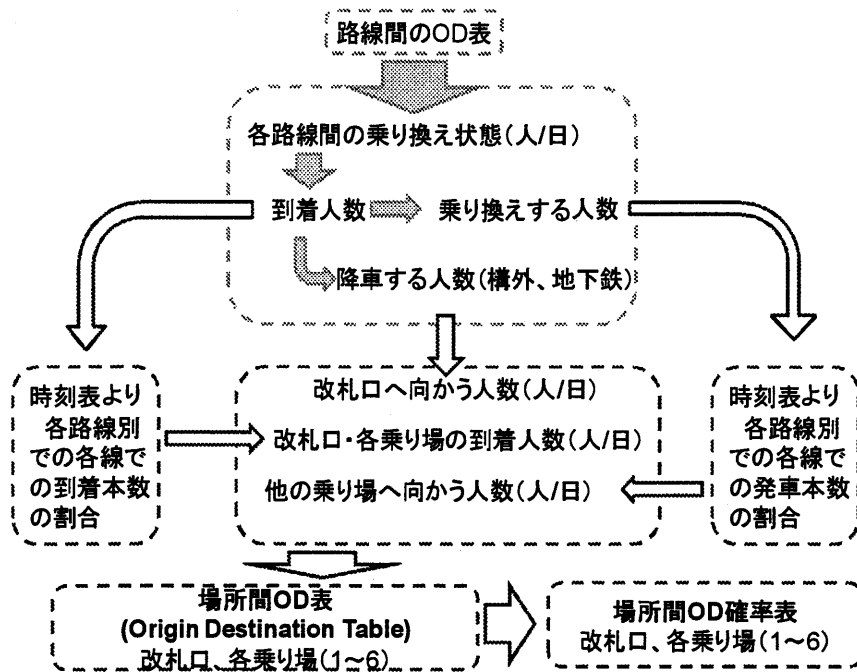 路線間のOD表
各路線間の乗り換え状態(人/日)
到着人数
乗り換えする人数
降車する人数(構外、地下鉄)
時刻表より
各路線別
での各線で
の到着本数
の割合
改札口へ向かう人数(人/日)
改札口・各乗り場の到着人数(人/日)
他の乗り場へ向かう人数(人/日)
時刻表より
各路線別
での各線で
の発車本数
の割合
場所間OD表
(Origin Destination Table)
改札口、各乗り場(1～6)
場所間OD確率表
改札口、各乗り場(1～6)